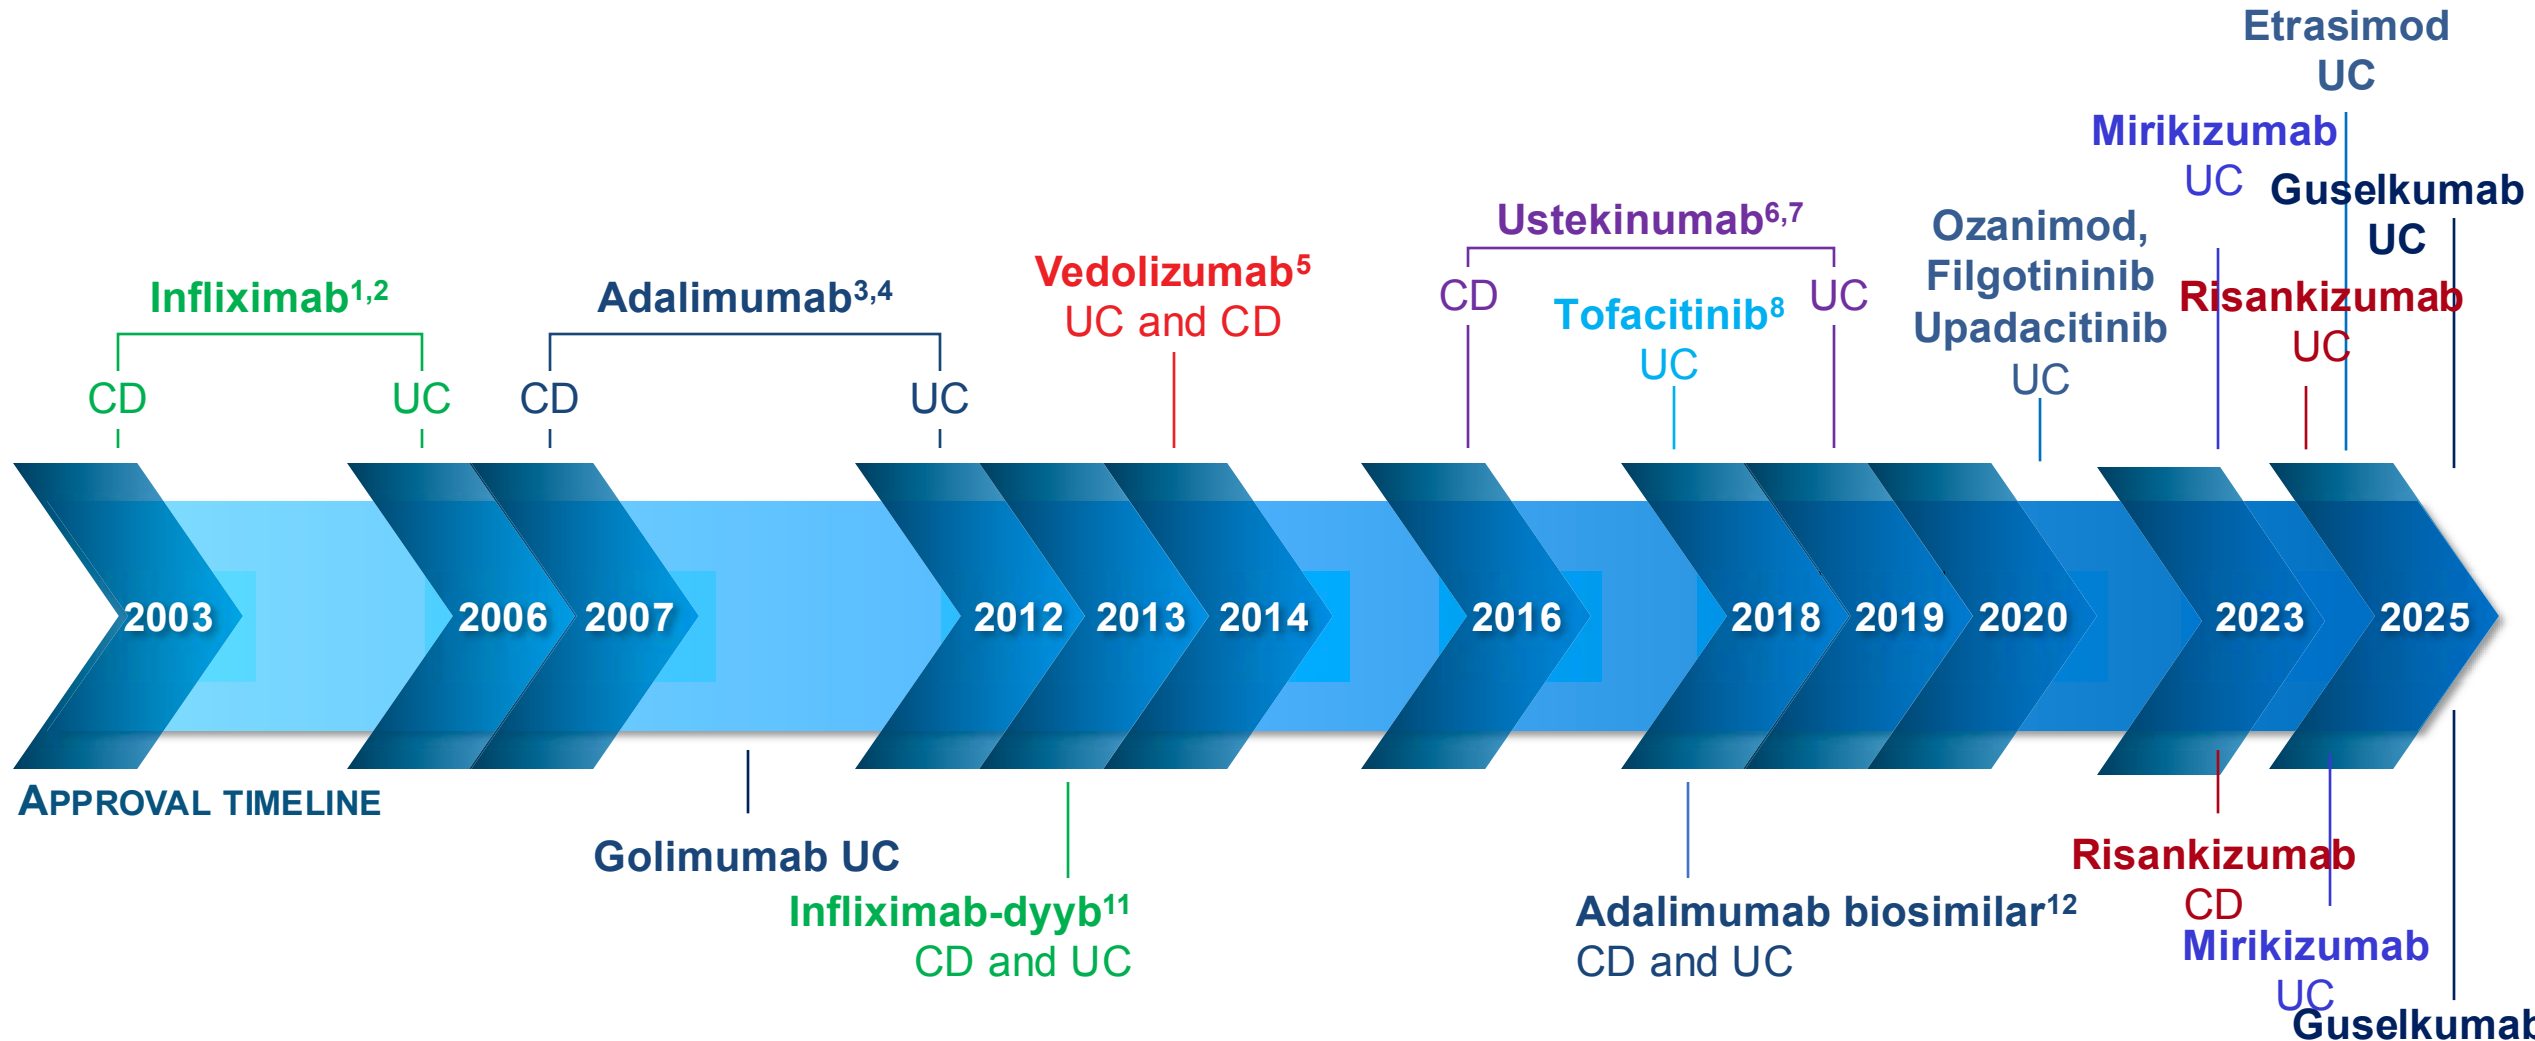 Etrasimod
UC
Mirikizumab
UC
Guselkumab
UC
Ustekinumab6,7
CD
UC
Ozanimod,
Filgotininib
Upadacitinib
UC
Vedolizumab5
UC and CD
Tofacitinib8
UC
Risankizumab
UC
Infliximab1,2
CD
UC
Adalimumab3,4
CD
UC
2003
2006
2007
2012
2013
2014
2016
2018
2019
2020
2023
2025
APPROVAL TIMELINE
Golimumab UC
Infliximab-dyyb11
CD and UC
Adalimumab biosimilar12
CD and UC
Risankizumab
CD
Mirikizumab
UC
Guselkumab